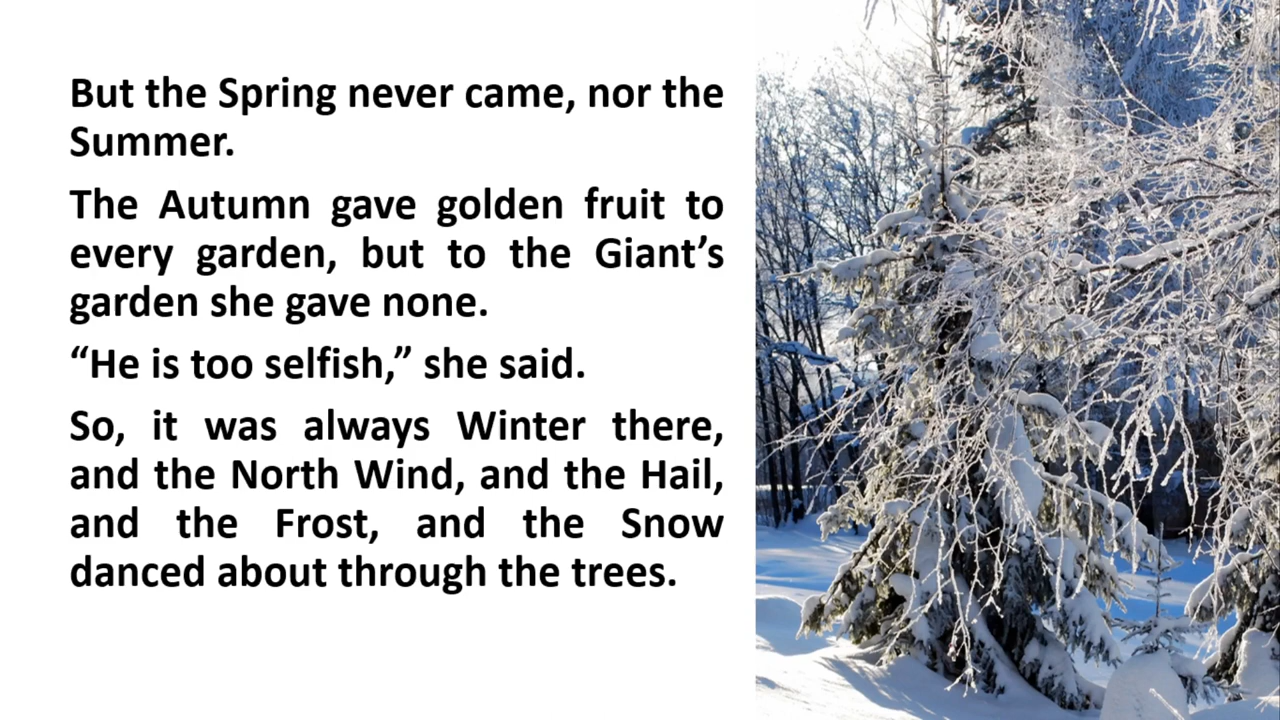 But the Spring never came, nor the
Summer.
The Autumn gave golden fruit to
every garden, but to the Giant’s
garden she gave none.
“He is too selfish,” she said.
So, it was always Winter there,
and the North Wind, and the Hail,
and the Frost, and the Snow
danced about through the trees.